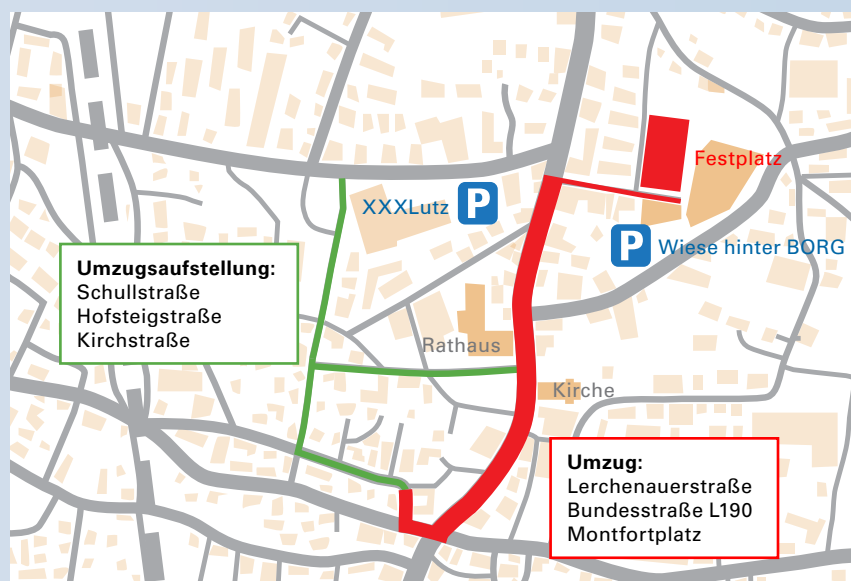 Festplatz
XXXLutz P
P Wiese hinter BORG
Umzugsaufstellung:
Schullstraße
Hofsteigstraße
Kirchstraße
Rathaus
Kirche
Umzug:
Lerchenauerstraße
Bundesstraße L190
Montfortplatz